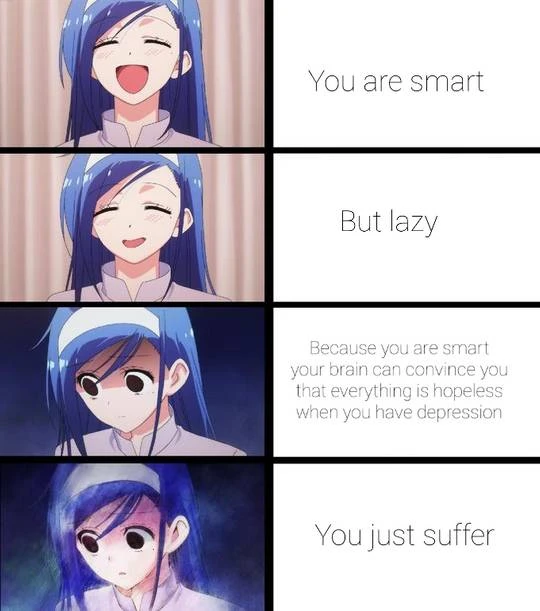 You are smart
But lazy
Because you are smart
your brain can convince you
that everything is hopeless
when you have depression
You just suffer